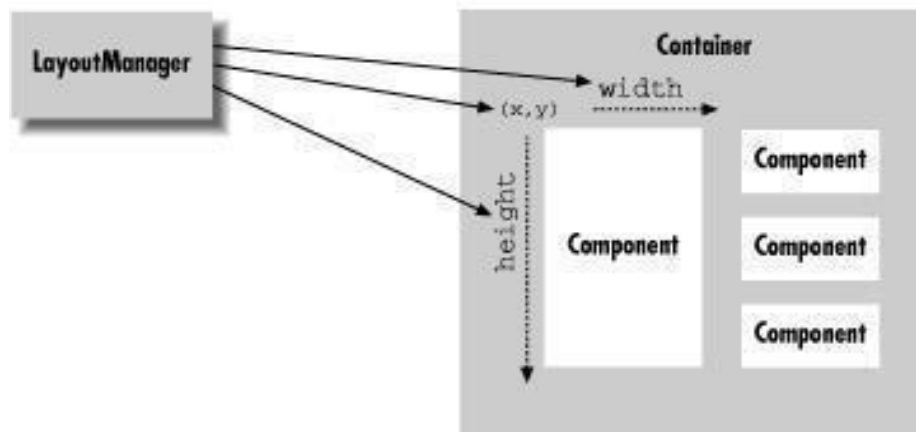 LayoutManager
Container
width
(x,y)
height
Component
Component
Component
Component